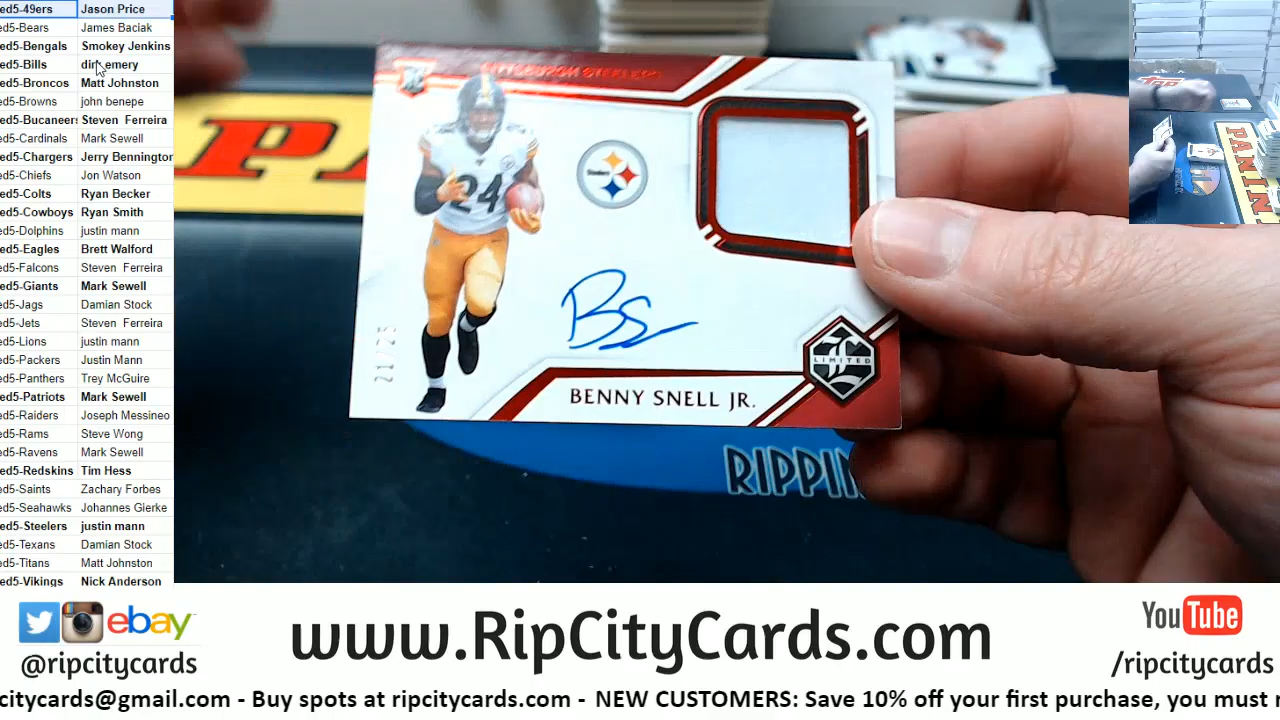 ed5-49ers Jason Price
ed5-Bears James Baciak
ed5-Bengals Smokey Jenkins
ed5-Bills emery
ed5-Broncos Matt Johnston
ed5-Browns john benepe
ed5-Bucaneers Steven Ferreira
ed5-Cardinals Mark Sewell
ed5-Chargers Jerry Bennington
ed5-Chiefs Jon Watson
ed5-Colts Ryan Becker
ed5-Cowboys Ryan Smith
ed5-Dolphins justin mann
ed5-Eagles Brett Walford
ed5-Falcons Steven Ferreira
ed5-Giants Mark Sewell
ed5-Jags Damian Stock
ed5-Jets Steven Ferreira
ed5-Lions justin mann
ed5-Packers Justin Mann
ed5-Panthers Trey McGuire
ed5-Patriots Mark Sewell
ed5-Raiders Joseph Messineo
ed5-Rams Steve Wong
ed5-Ravens Mark Sewell
ed5-Redskins Tim Hess
ed5-Saints Zachary Forbes
ed5-Seahawks Johannes Gierke
ed5-Steelers justin mann
ed5-Texans Damian Stock
ed5-Titans Matt Johnston
ed5-Vikings Nick Anderson
PITTSBURGH STEELERS
Steelers
24
BS
21/25
LIMITED
BENNY SNELL JR.
PA
RIPPIN
PANINI
ebay
@ripcitycards
www.RipCityCards.com
YouTube
/ripcitycards
citycards@gmail.com - Buy spots at ripcitycards.com - NEW CUSTOMERS: Save 10% off your first purchase, you must r